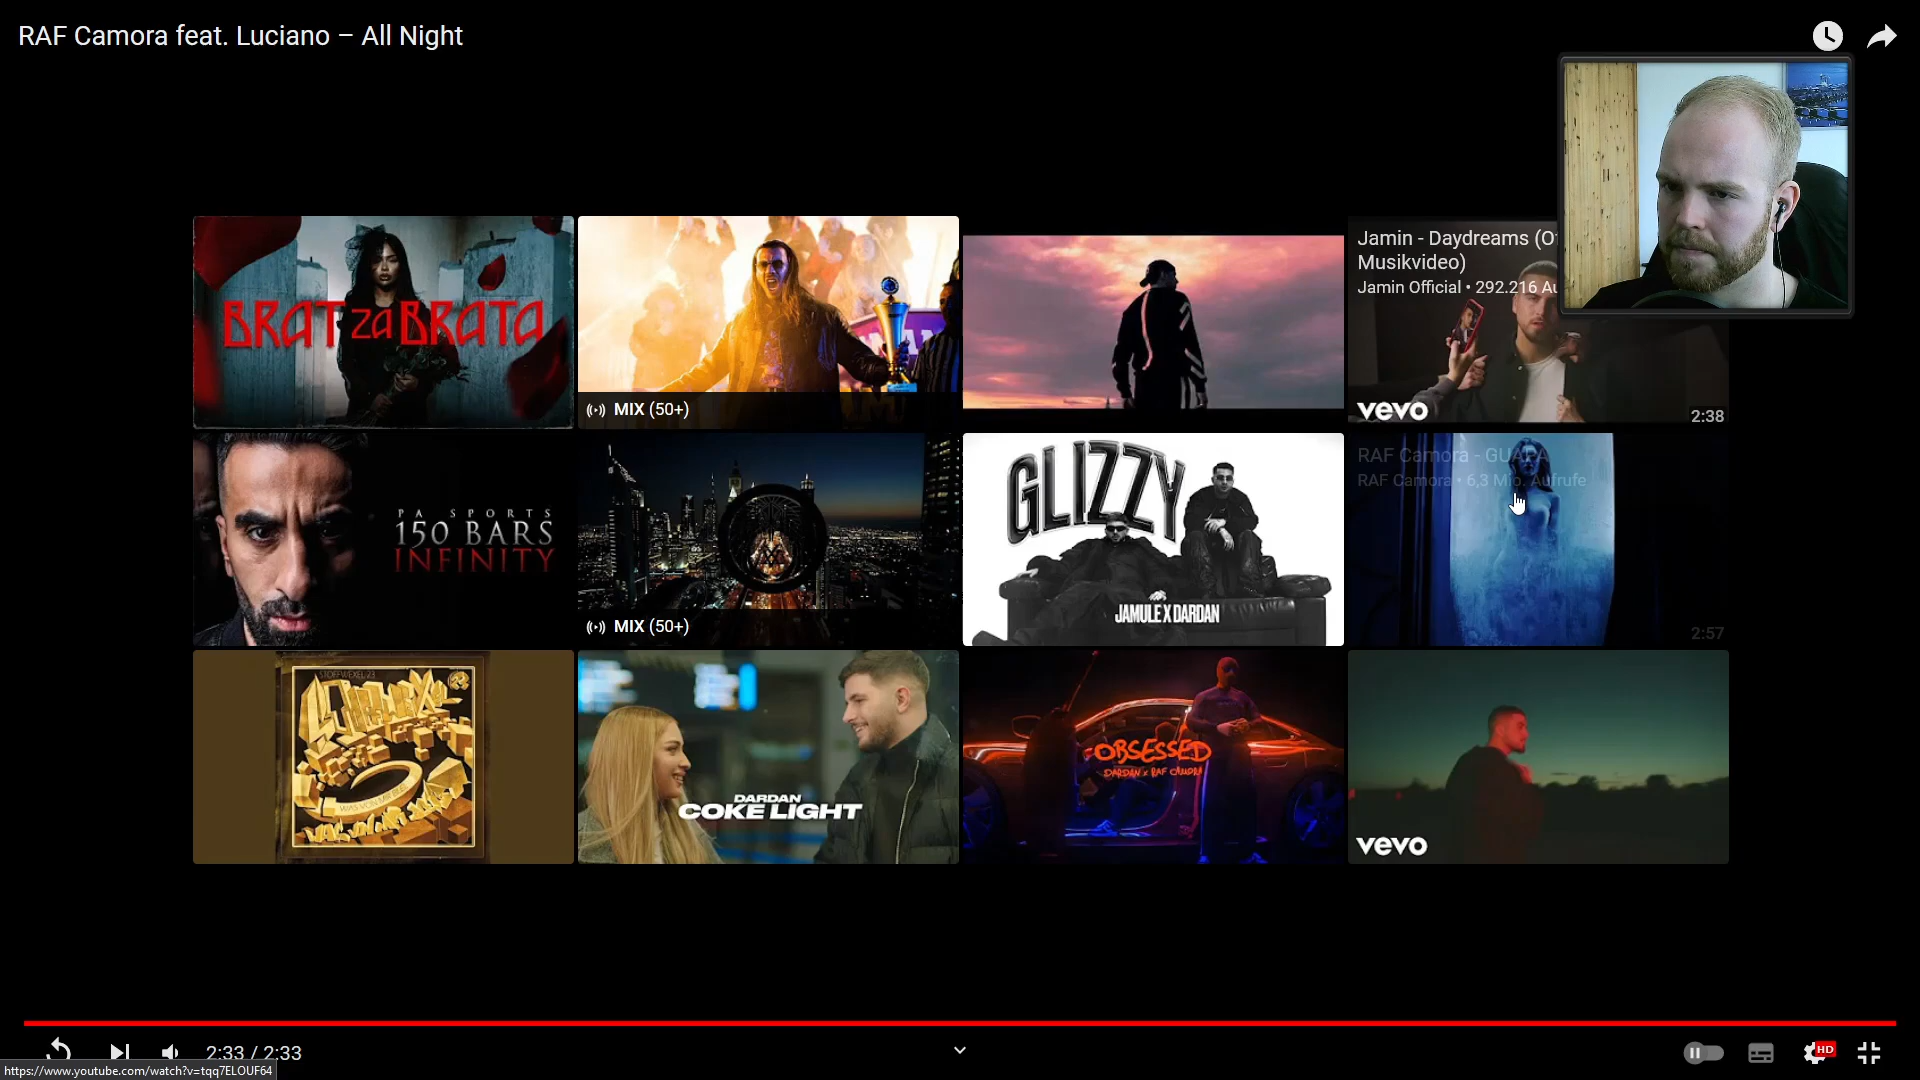 RAF Camora feat. Luciano – All Night
Jamin - Daydreams (O
Musikvideo)
Jamin Official • 292.216 Au
BRAT ZA BRATA
MIX (50+)
vevo
2:38
PA SPORTS
150 BARS
INFINITY
MIX (50+)
GLIZZY
JAMULE X DARDAN
RAF Camora - GUAPA
RAF Camora • 6,3 Mio. Aufrufe
2:57
STOFFWEXEL 23
DARDAN
COKE LIGHT
OBSESSED
DARDAN x RAF CAMORA
vevo
2:33 / 2:33
HD
https://www.youtube.com/watch?v=tqq7ELOUF64